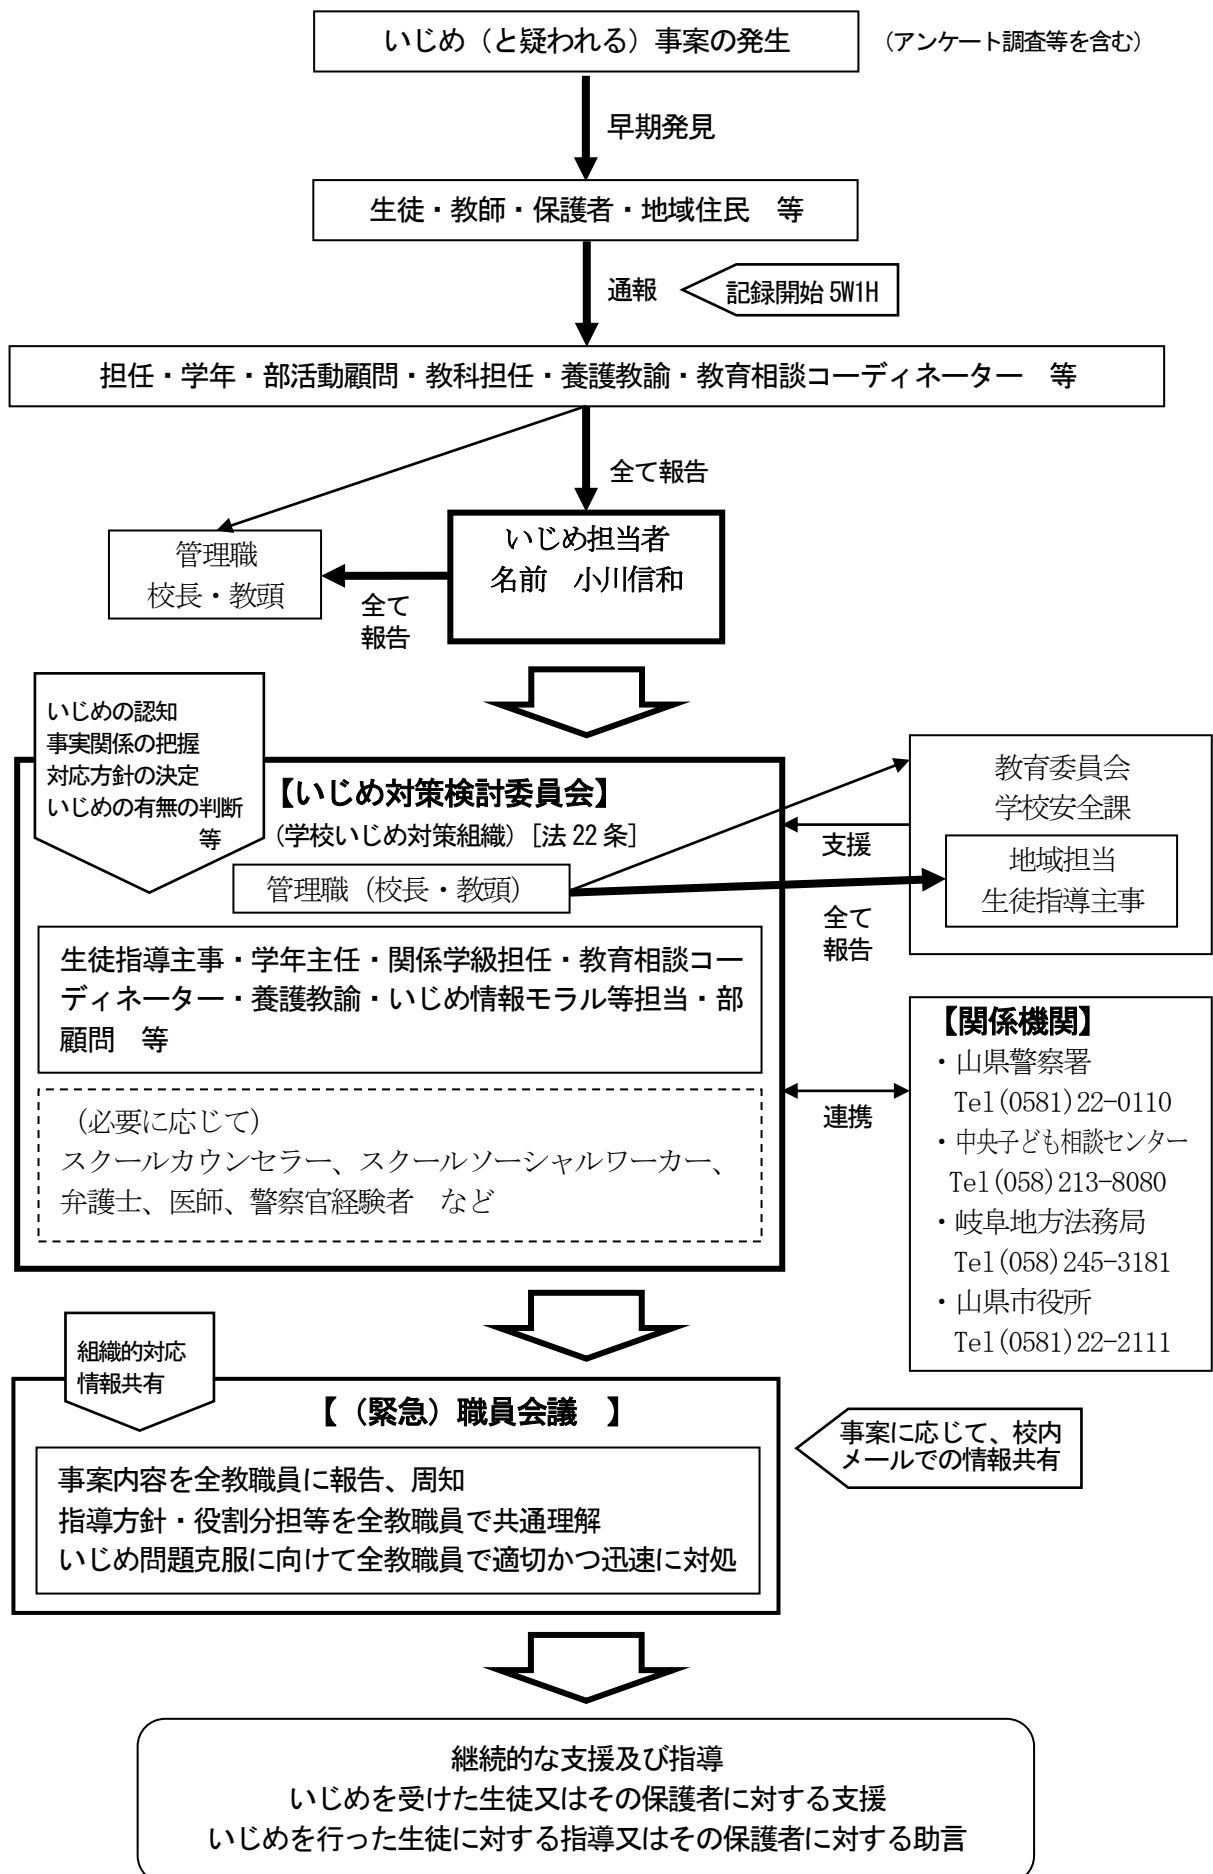 いじめ（と疑われる）事案の発生
（アンケート調査等を含む）
早期発見
生徒・教師・保護者・地域住民　等
通報
記録開始 5W1H
担任・学年・部活動顧問・教科担任・養護教諭・教育相談コーディネーター　等
全て報告
いじめ担当者
名前　小川信和
管理職
校長・教頭
全て
報告
いじめの認知
事実関係の把握
対応方針の決定
いじめの有無の判断
等
【いじめ対策検討委員会】
（学校いじめ対策組織）［法 22 条］
管理職（校長・教頭）
生徒指導主事・学年主任・関係学級担任・教育相談コー
ディネーター・養護教諭・いじめ情報モラル等担当・部
顧問　等
（必要に応じて）
スクールカウンセラー、スクールソーシャルワーカー、
弁護士、医師、警察官経験者　など
教育委員会
学校安全課
地域担当
生徒指導主事
支援
全て
報告
連携
【関係機関】
・山県警察署
Tel(0581)22-0110
・中央子ども相談センター
Tel(058)213-8080
・岐阜地方法務局
Tel(058)245-3181
・山県市役所
Tel(0581)22-2111
組織的対応
情報共有
【（緊急）職員会議　】
事案内容を全教職員に報告、周知
指導方針・役割分担等を全教職員で共通理解
いじめ問題克服に向けて全教職員で適切かつ迅速に対処
事案に応じて、校内
メールでの情報共有
継続的な支援及び指導
いじめを受けた生徒又はその保護者に対する支援
いじめを行った生徒に対する指導又はその保護者に対する助言